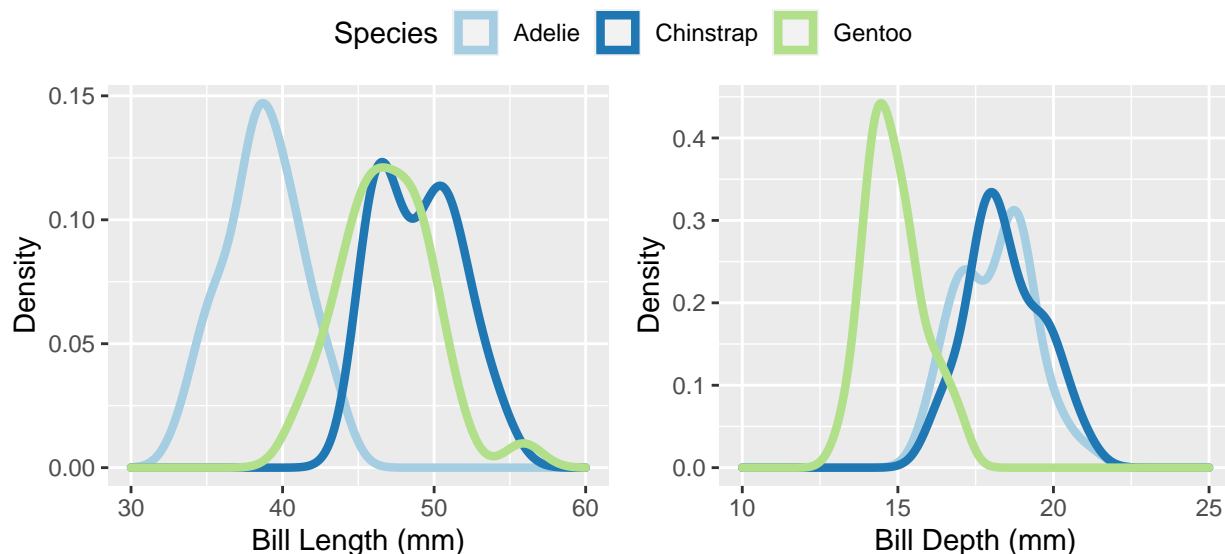 Species Adelie Chinstrap Gentoo
0.15
0.10
0.05
0.00
Density
30 40 50 60
Bill Length (mm)
0.4
0.3
0.2
0.1
0.0
Density
10 15 20 25
Bill Depth (mm)